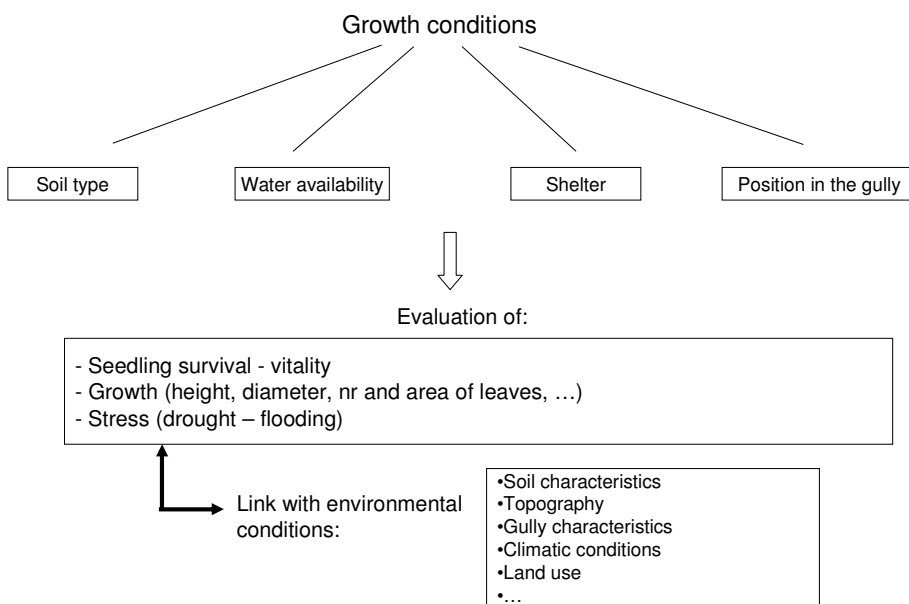 Growth conditions
Soil type
Water availability
Shelter
Position in the gully
Evaluation of:
- Seedling survival - vitality
- Growth (height, diameter, nr and area of leaves, …)
- Stress (drought – flooding)
Link with environmental
conditions:
•Soil characteristics
•Topography
•Gully characteristics
•Climatic conditions
•Land use
•…